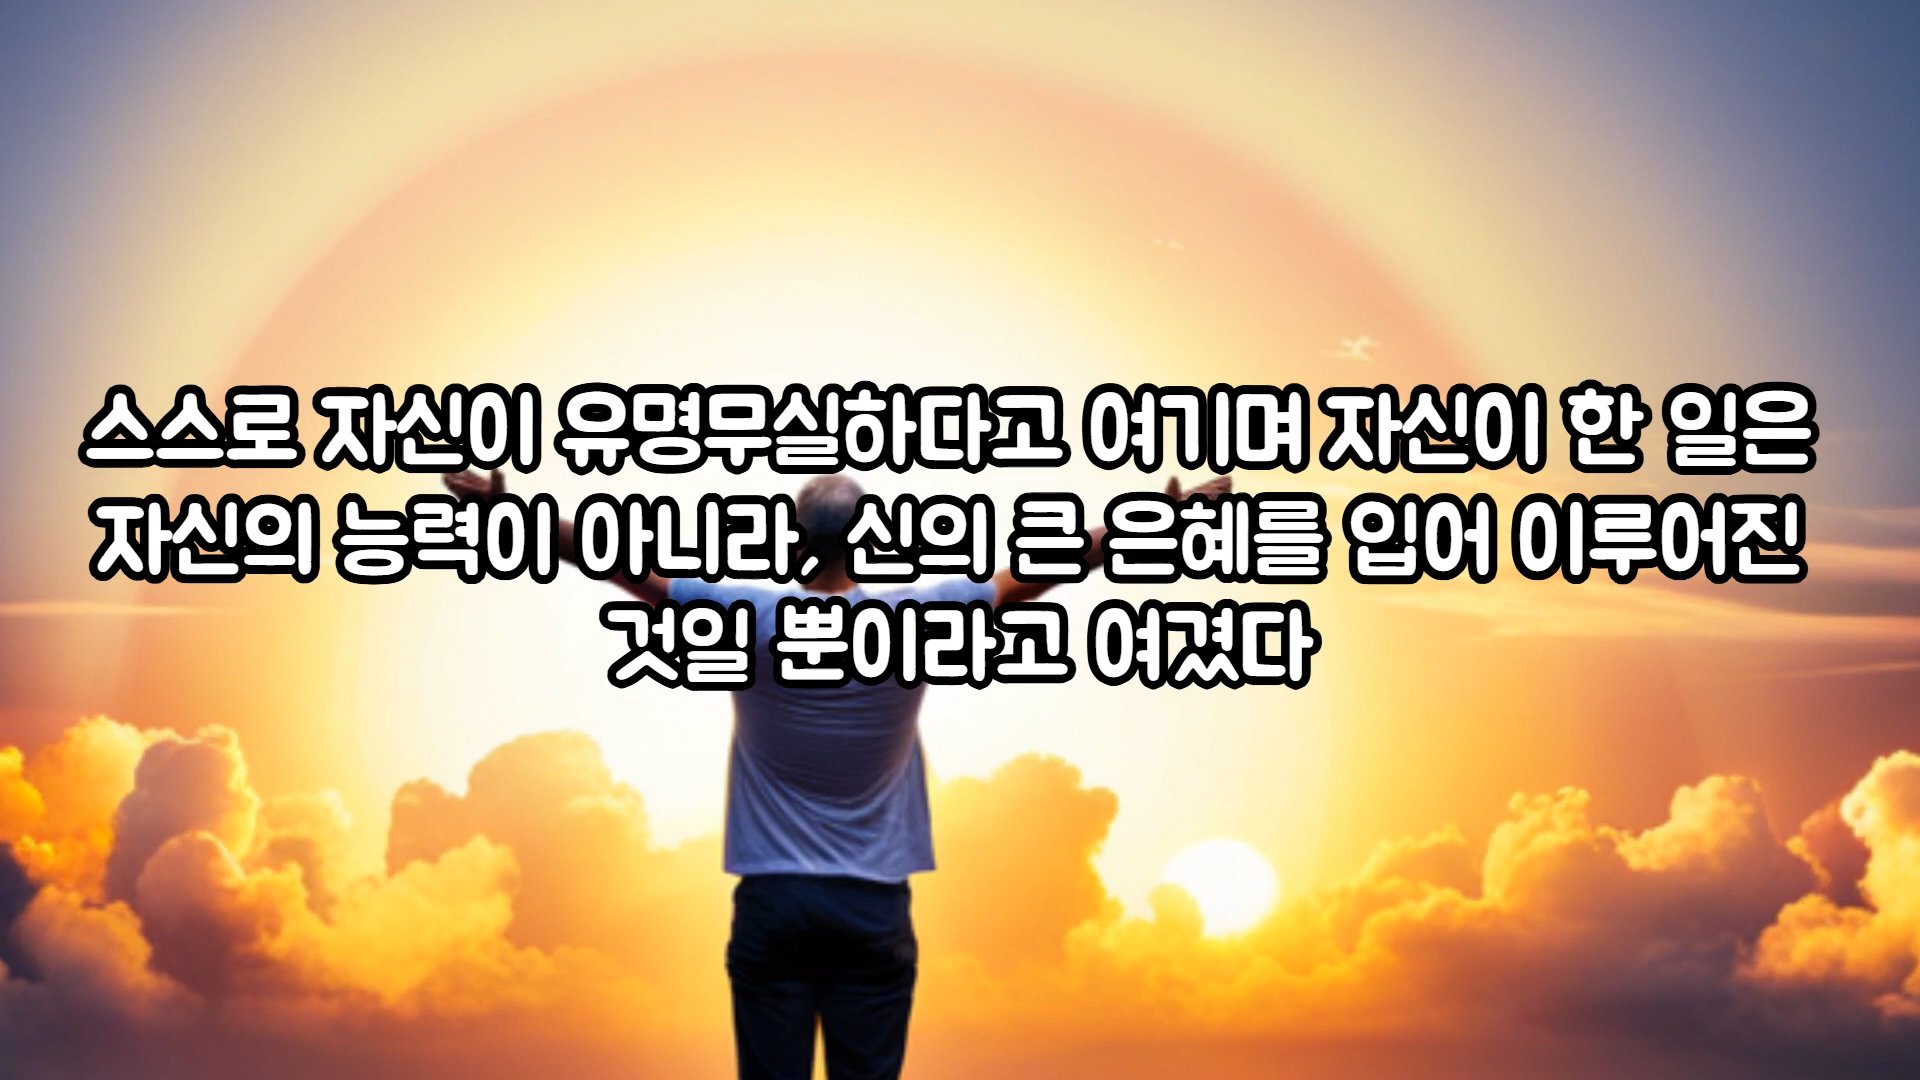 스스로 자신이 유명무실하다고 여기며 자신이 한 일은
자신의 능력이 아니라, 신의 큰 은혜를 입어 이루어진
것일 뿐이라고 여겼다